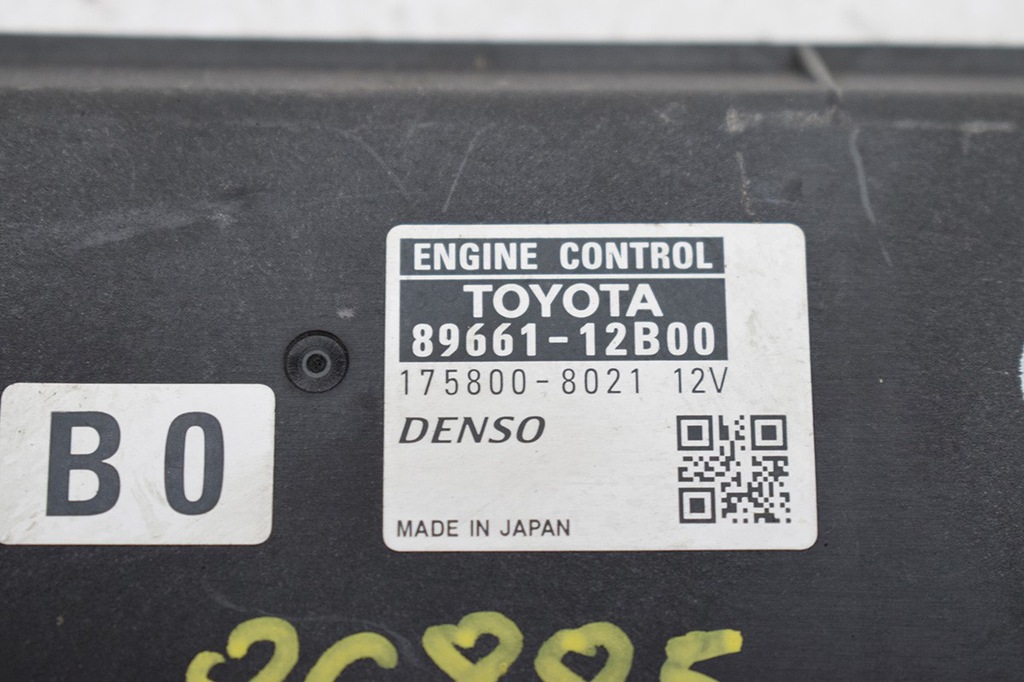 ENGINE CONTROL
TOYOTA
89661-12B00
175800-8021 12V
DENSO
MADE IN JAPAN
B0